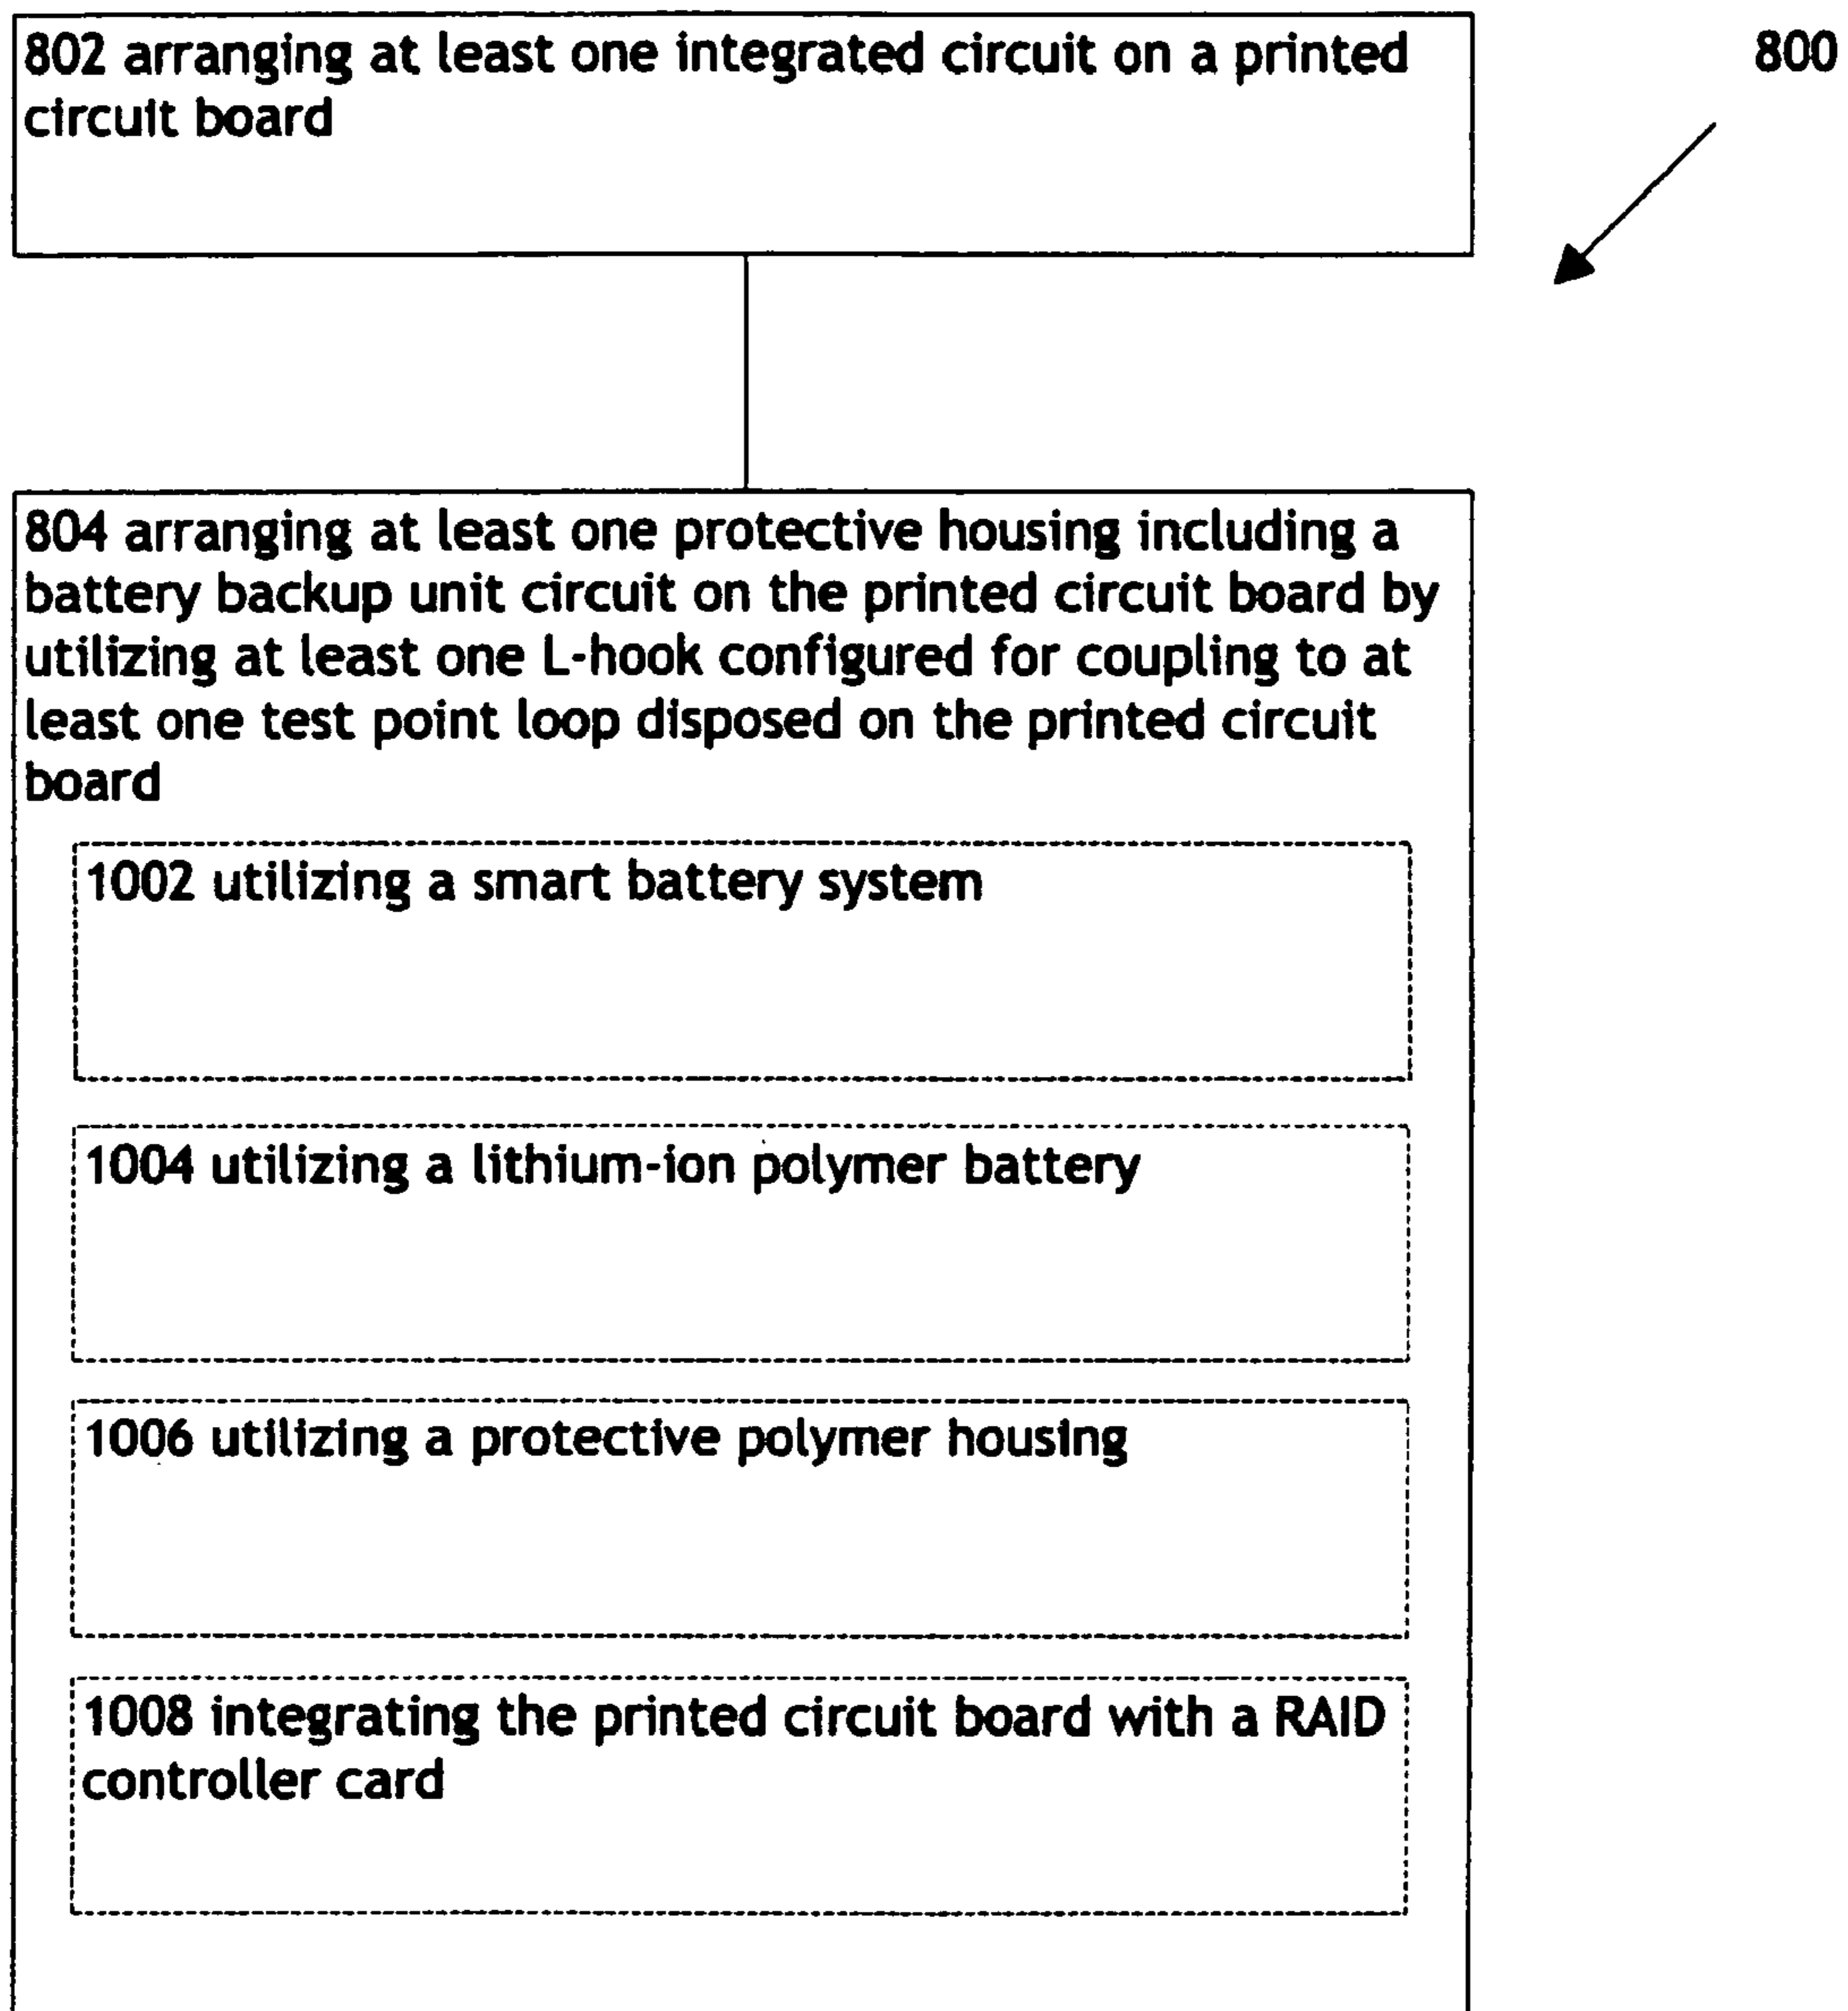 802 arranging at least one integrated circuit on a printed
circuit board
800
804 arranging at least one protective housing including a
battery backup unit circuit on the printed circuit board by
utilizing at least one L-hook configured for coupling to at
least one test point loop disposed on the printed circuit
board
1002 utilizing a smart battery system
1004 utilizing a lithium-ion polymer battery
1006 utilizing a protective polymer housing
1008 integrating the printed circuit board with a RAID
controller card